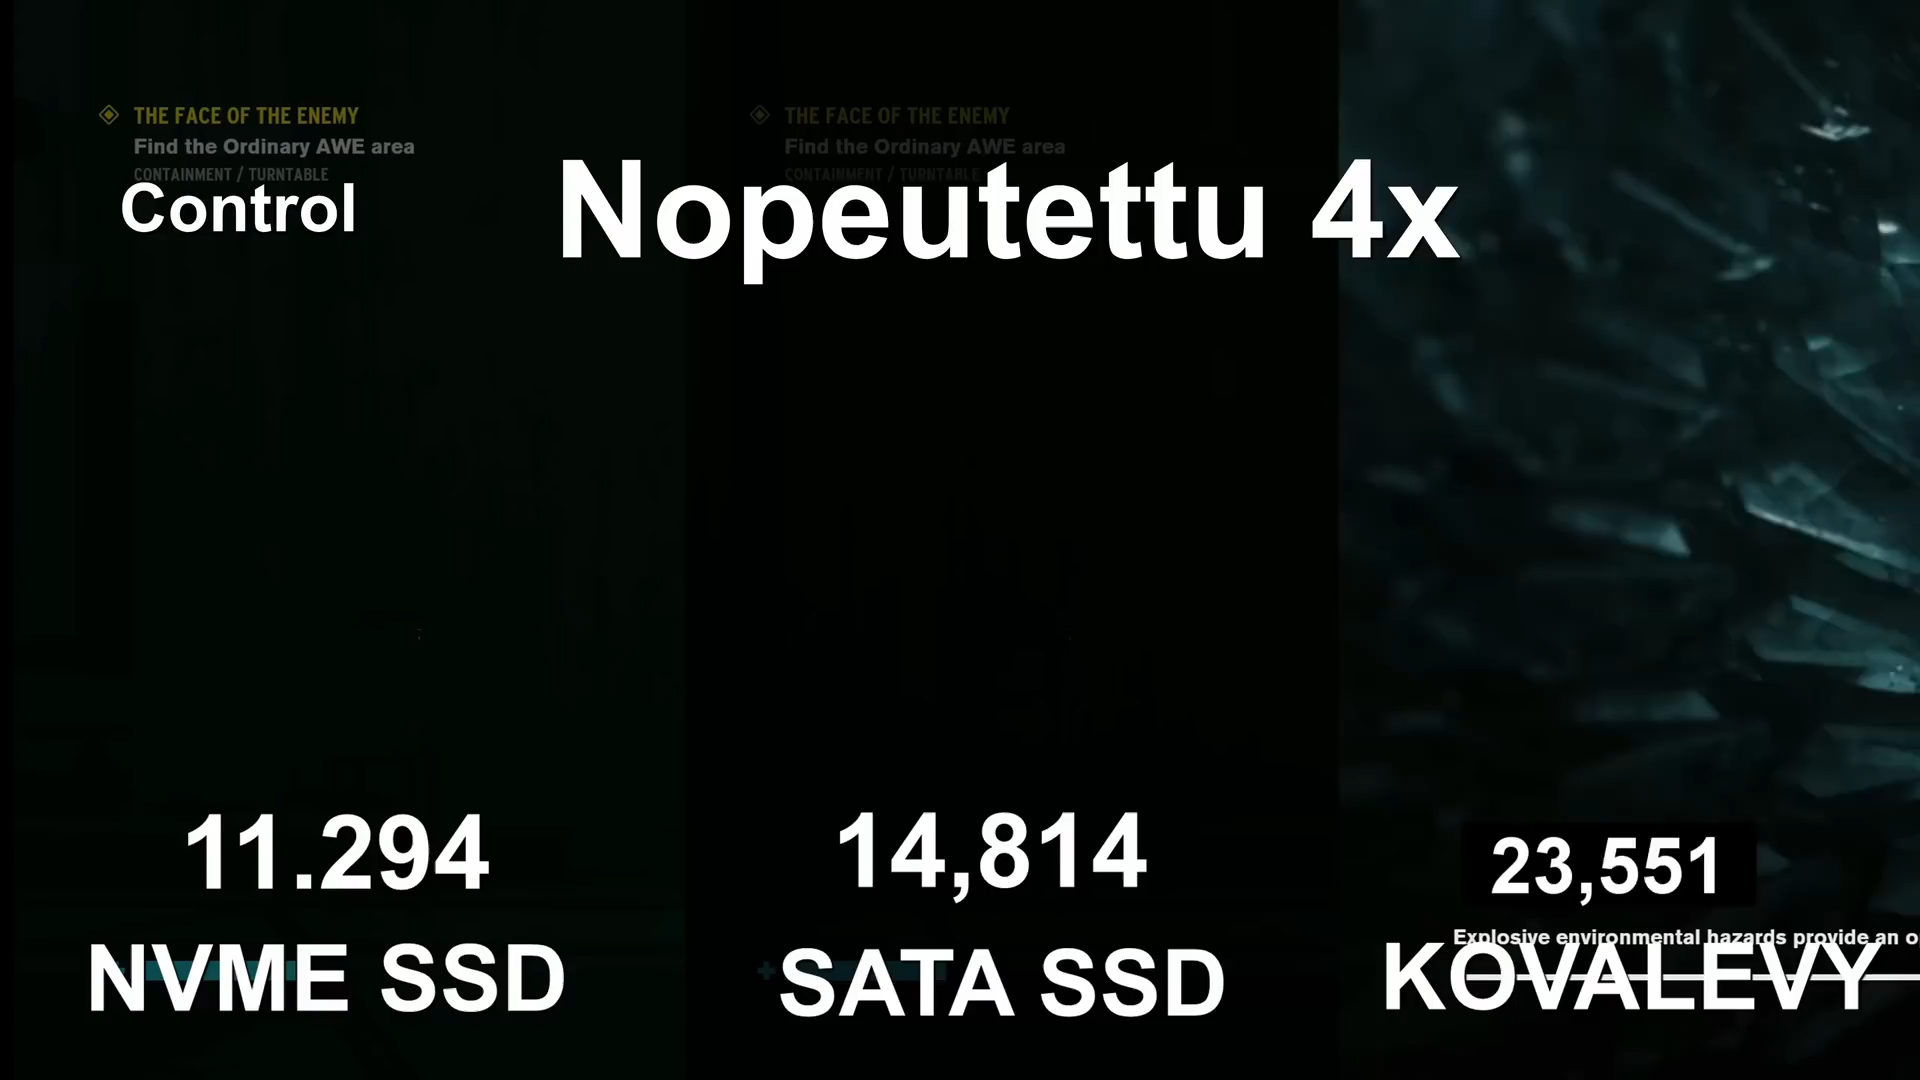 THE FACE OF THE ENEMY
Find the Ordinary AWE area
CONTAINMENT / TURNTABLE
Control
THE FACE OF THE ENEMY
Find the Ordinary AWE area
CONTAINMENT / TURNTABLE
Nopeutettu 4x
11.294
NVME SSD
14,814
SATA SSD
23,551
Explosive environmental hazards provide an
KOVALEVY